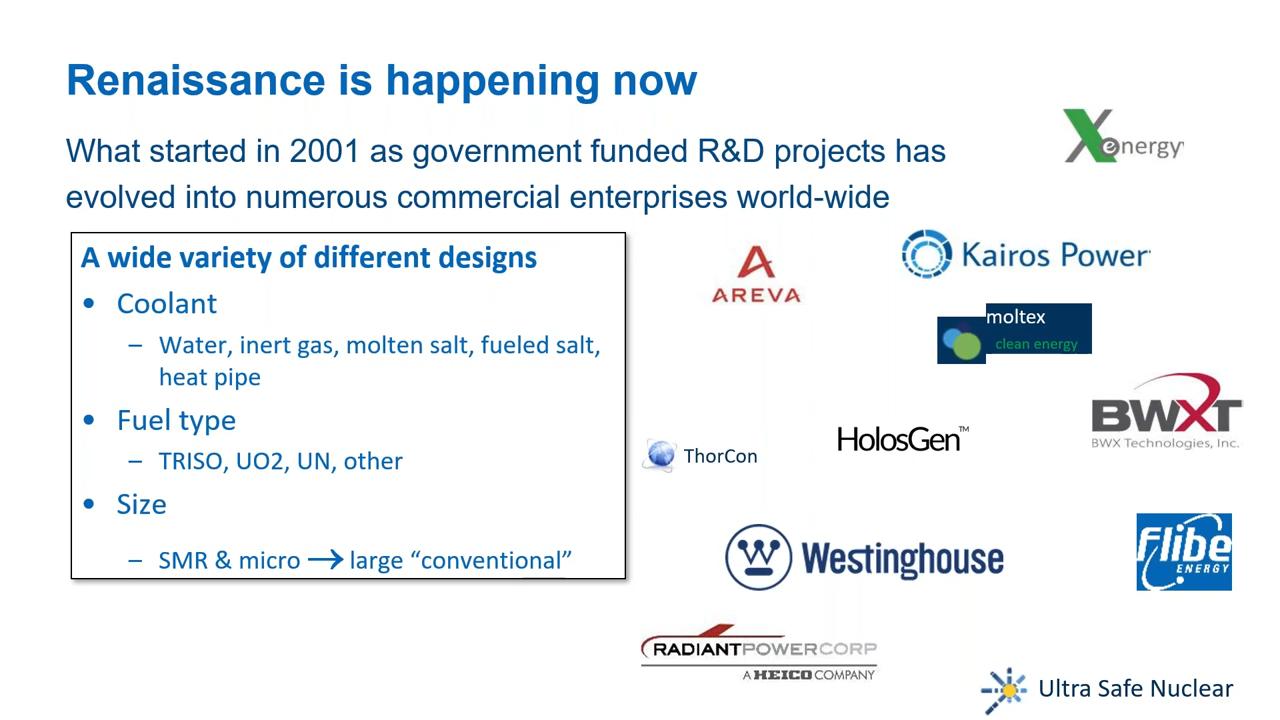 Renaissance is happening now
What started in 2001 as government funded R&D projects has
evolved into numerous commercial enterprises world-wide
A wide variety of different designs
• Coolant
– Water, inert gas, molten salt, fueled salt,
heat pipe
• Fuel type
– TRISO, UO2, UN, other
• Size
– SMR & micro → large “conventional”
Xenergy
AREVA
Kairos Power
moltex
clean energy
BWXT
BWX Technologies, Inc.
HolosGen™
ThorCon
Westinghouse
Flibe
ENERGY
RADIANTPOWERCORP
A HEICO COMPANY
Ultra Safe Nuclear